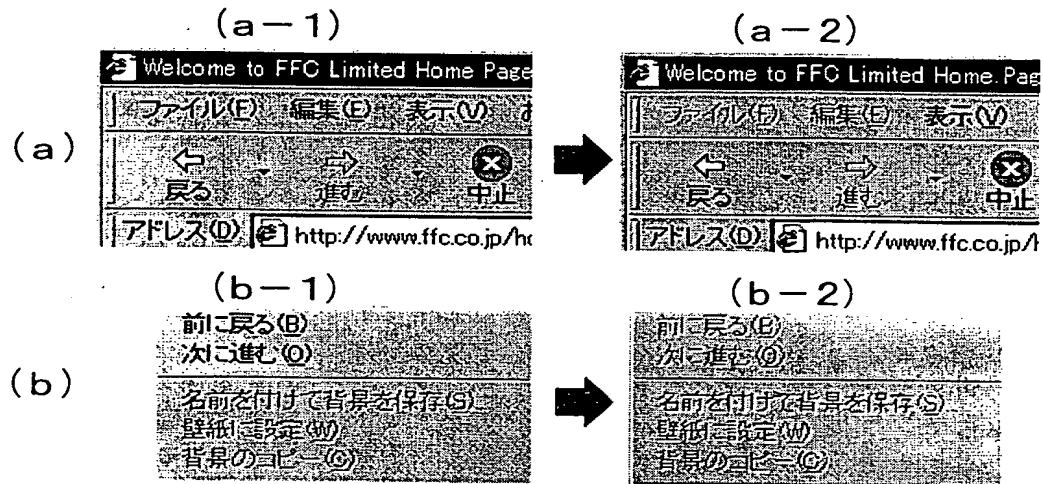 (a-1)
(a-2)
(a)
Welcome to FFC Limited Home Page
ファイル(F) 編集(E) 表示(V) お
戻る 進む 中止
アドレス(D) http://www.ffc.co.jp/ho
Welcome to FFC Limited Home Pag
ファイル(F) 編集(E) 表示(V)
戻る 進む 中止
アドレス(D) http://www.ffc.co.jp/h
(b-1)
(b-2)
(b)
前に戻る(B)
次に進む(O)
名前を付けて背景を保存(S)
壁紙に設定(W)
背景のコピー(C)
前に戻る(B)
次に進む(O)
名前を付けて背景を保存(S)
壁紙に設定(W)
背景のコピー(C)